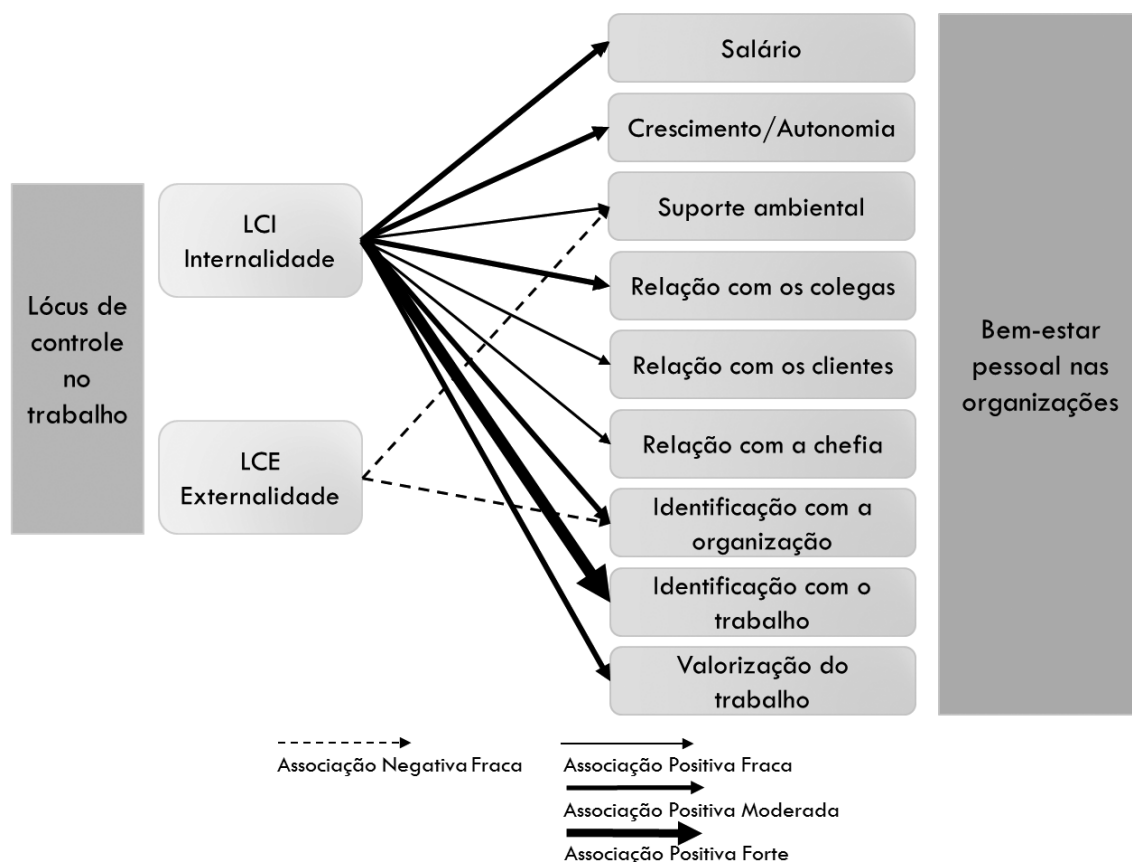 Lócus de
controle
no
trabalho
LCI
Internalidade
LCE
Externalidade
Salário
Crescimento/Autonomia
Suporte ambiental
Relação com os colegas
Relação com os clientes
Relação com a chefia
Identificação com a
organização
Identificação com o
trabalho
Valorização do
trabalho
Bem-estar
pessoal nas
organizações
Associação Negativa Fraca
Associação Positiva Fraca
Associação Positiva Moderada
Associação Positiva Forte